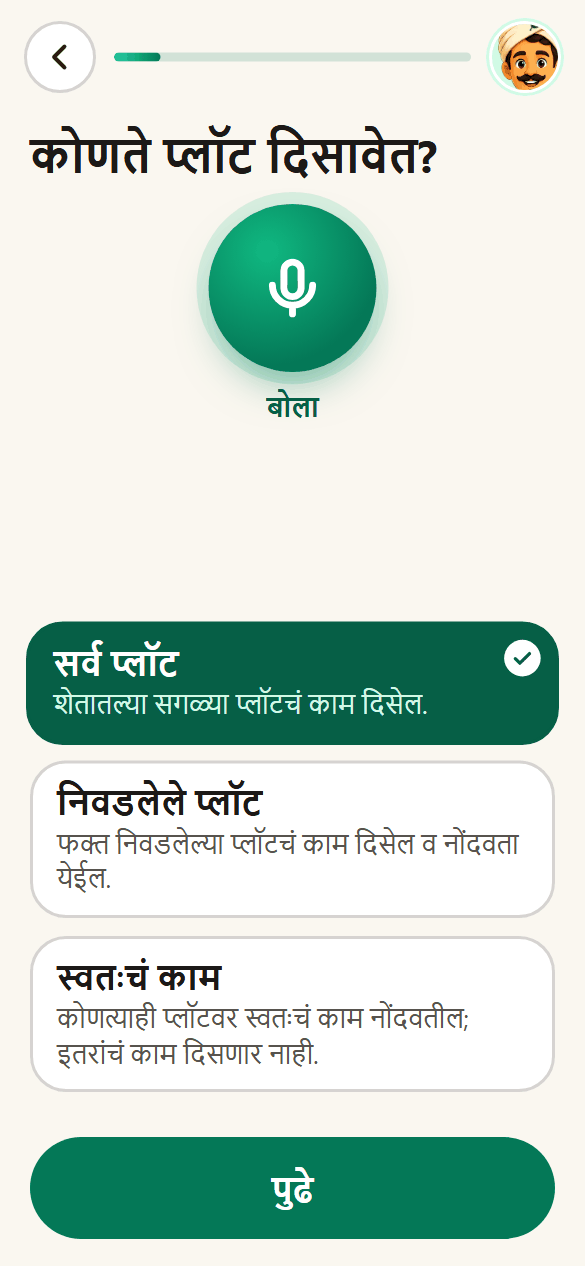 कोणते प्लॉट दिसावेत?
बोला
सर्व प्लॉट
शेतातल्या सगळ्या प्लॉटचं काम दिसेल.
निवडलेले प्लॉट
फक्त निवडलेल्या प्लॉटचं काम दिसेल व नोंदवता
येईल.
स्वतःचं काम
कोणत्याही प्लॉटवर स्वतःचं काम नोंदवतील;
इतरांचं काम दिसणार नाही.
पुढे